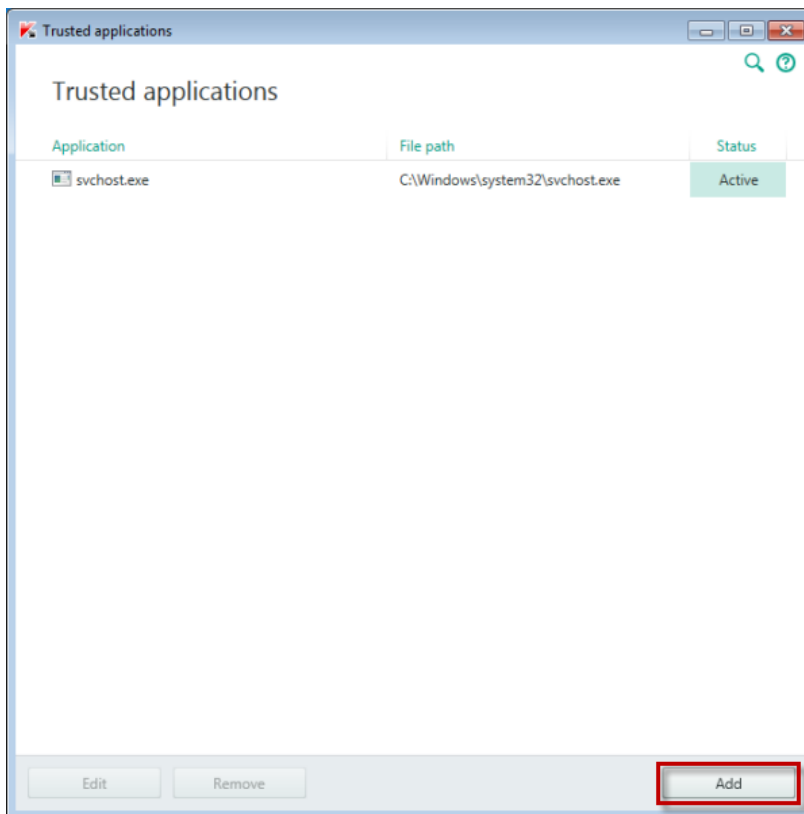 Trusted applications
Trusted applications
Application File path Status
svchost.exe C:\Windows\system32\svchost.exe Active
Edit Remove Add